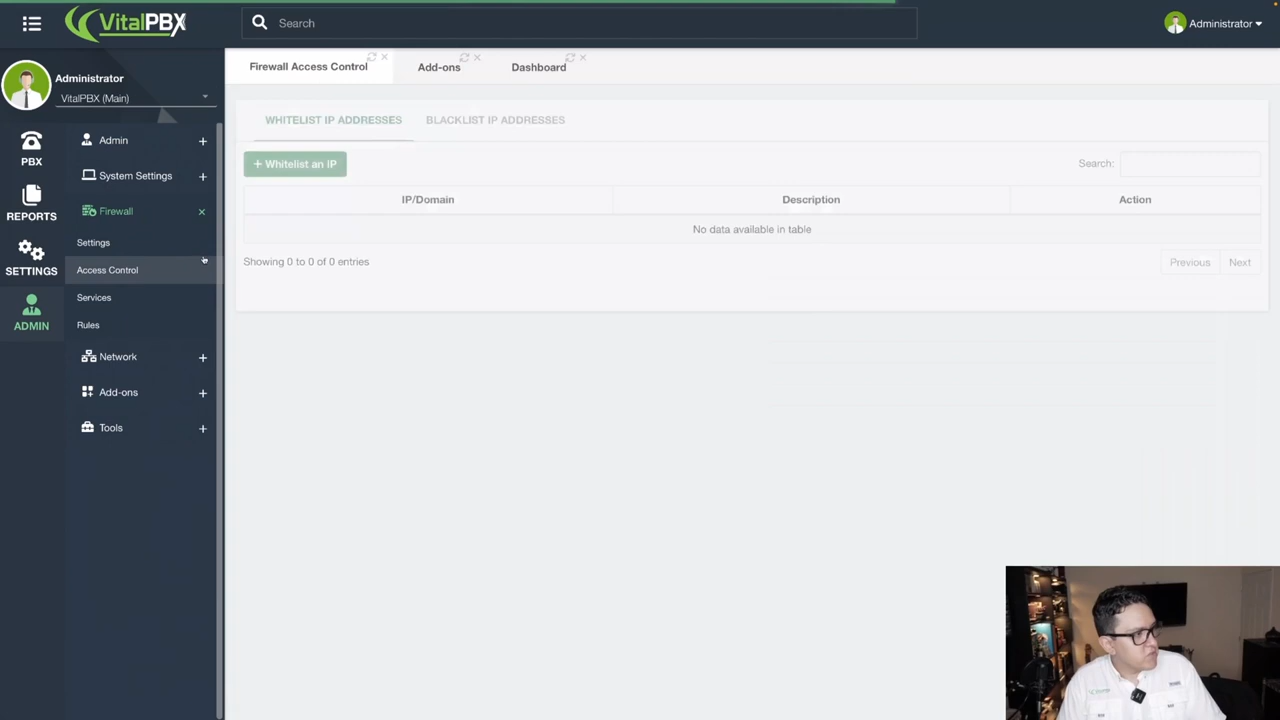 VitalPBX
Search
Administrator
Administrator
VitalPBX (Main)
Firewall Access Control
Add-ons
Dashboard
PBX
REPORTS
SETTINGS
ADMIN
Admin
System Settings
Firewall
Settings
Access Control
Services
Rules
Network
Add-ons
Tools
WHITELIST IP ADDRESSES
BLACKLIST IP ADDRESSES
+ Whitelist an IP
Search:
IP/Domain
Description
Action
No data available in table
Showing 0 to 0 of 0 entries
Previous
Next